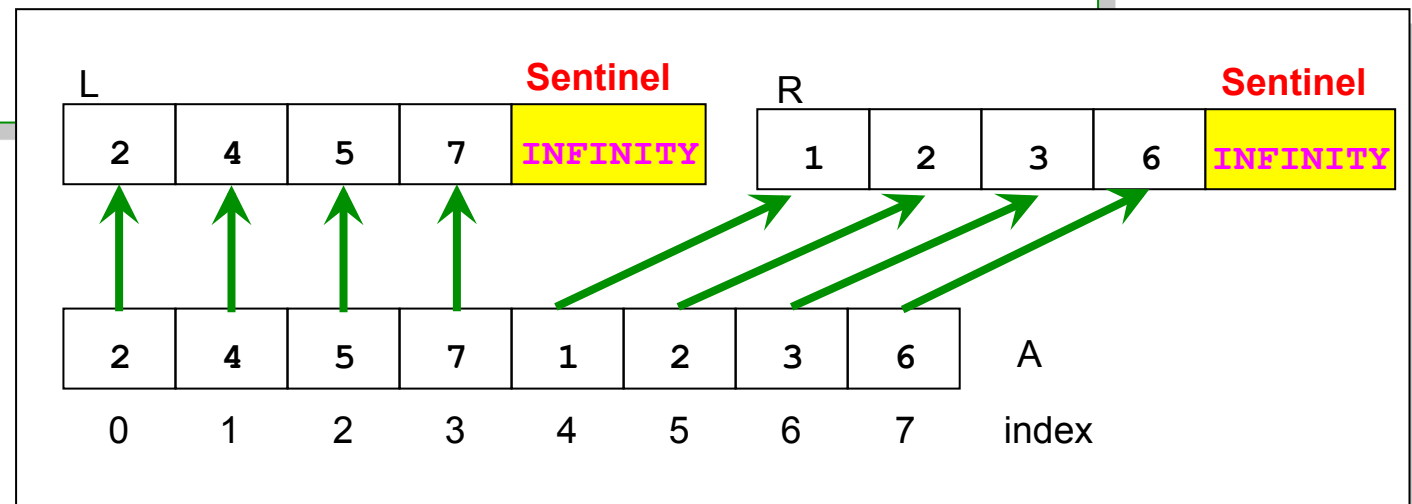 L Sentinel R Sentinel
2 4 5 7 INFINITY 1 2 3 6 INFINITY
2 4 5 7 1 2 3 6 A
0 1 2 3 4 5 6 7 index